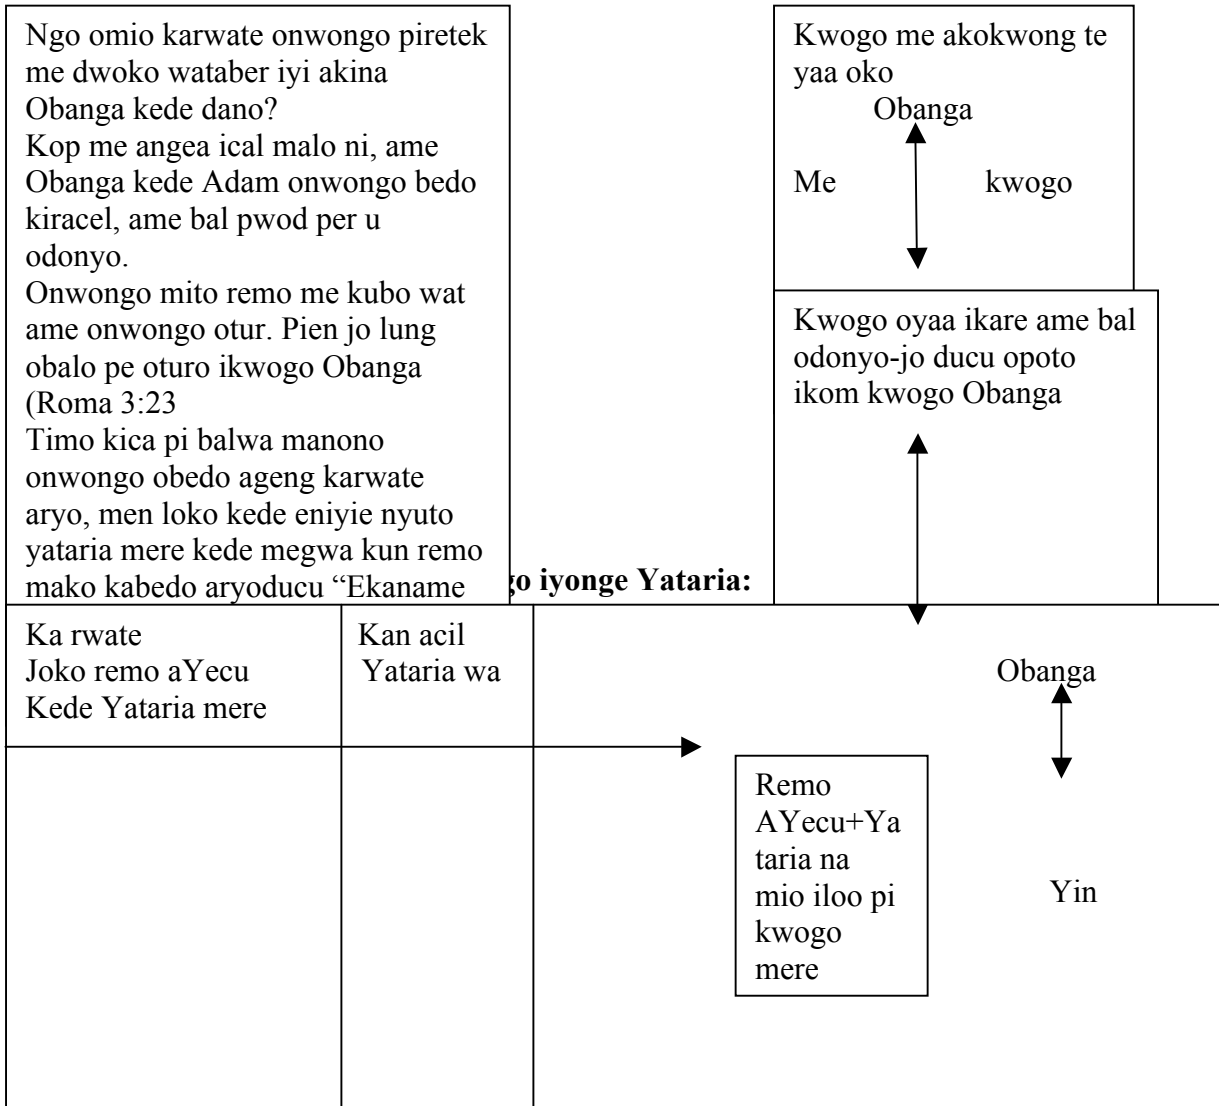 Ngo omio karwate onwongo piretek
me dwoko wataber iyi akina
Obanga kede dano?
Kop me angea ical malo ni, ame
Obanga kede Adam onwongo bedo
kiracel, ame bal pwod per u
odonyo.
Onwongo mito remo me kubo wat
ame onwongo otur. Pien jo lung
obalo pe oturo ikwogo Obanga
(Roma 3:23
Timo kica pi balwa manono
onwongo obedo ageng karwate
aryo, men loko kede eniyie nyuto
yataria mere kede megwa kun remo
mako kabedo aryoducu “Ekaname
Kwogo me akokwong te
yaa oko
Obanga
Me kwogo
Kwogo oyaa ikare ame bal
odonyo-jo ducu opoto
ikom kwogo Obanga
go iyonge Yataria:
Ka rwate
Joko remo aYecu
Kede Yataria mere
Kan acil
Yataria wa
Obanga
Remo
AYecu+Ya
taria na
mio iloo pi
kwogo
mere
Yin